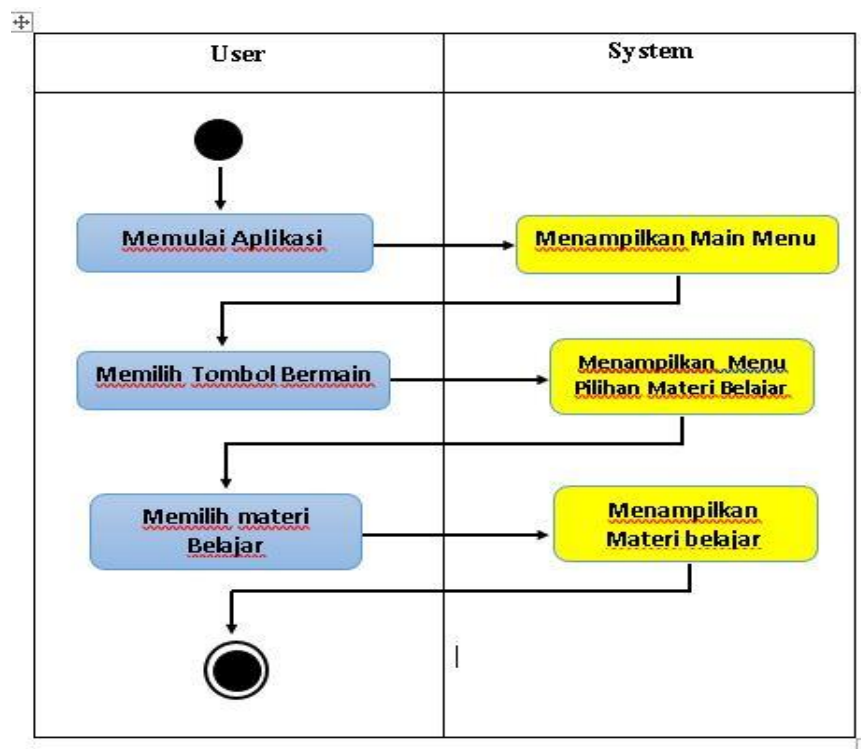 User
System
Memulai Aplikasi
Menampilkan Main Menu
Memilih Tombol Bermain
Menampilkan Menu
Pilihan Materi Belajar
Memilih materi
Belajar
Menampilkan
Materi belajar